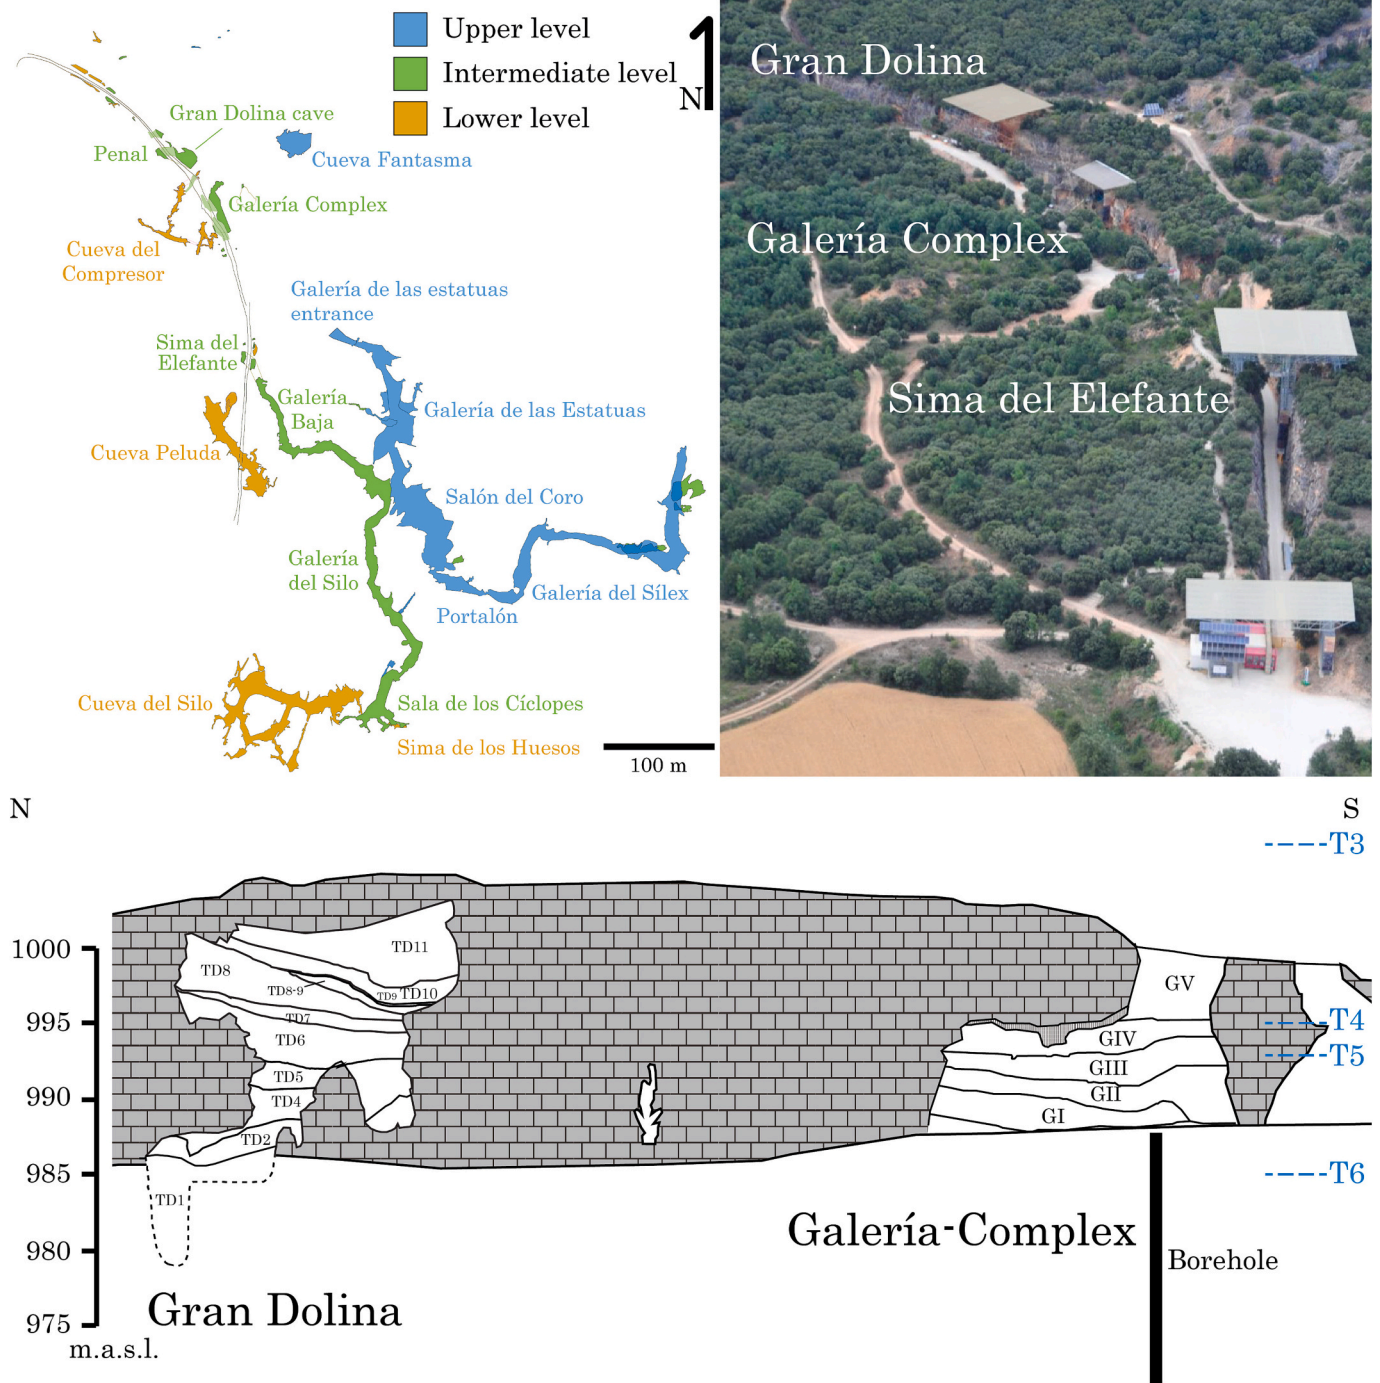 Upper level
Intermediate level
Lower level
N
Gran Dolina cave
Penal
Cueva Fantasma
Galería Complex
Cueva del
Compresor
Galería de las estatuas
entrance
Sima del
Elefante
Galería
Baja
Galería de las Estatuas
Cueva Peluda
Salón del Coro
Galería
del Silo
Galería del Sílex
Portalón
Cueva del Silo
Sala de los Cíclopes
Sima de los Huesos
100 m
Gran Dolina
Galería Complex
Sima del Elefante
N
S
T3
1000
995
990
985
980
975
m.a.s.l.
TD11
TD8
TD8-9
TD9
TD10
TD7
TD6
TD5
TD4
TD2
TD1
GV
GIV
GIII
GII
GI
T4
T5
T6
Galería-Complex
Borehole
Gran Dolina